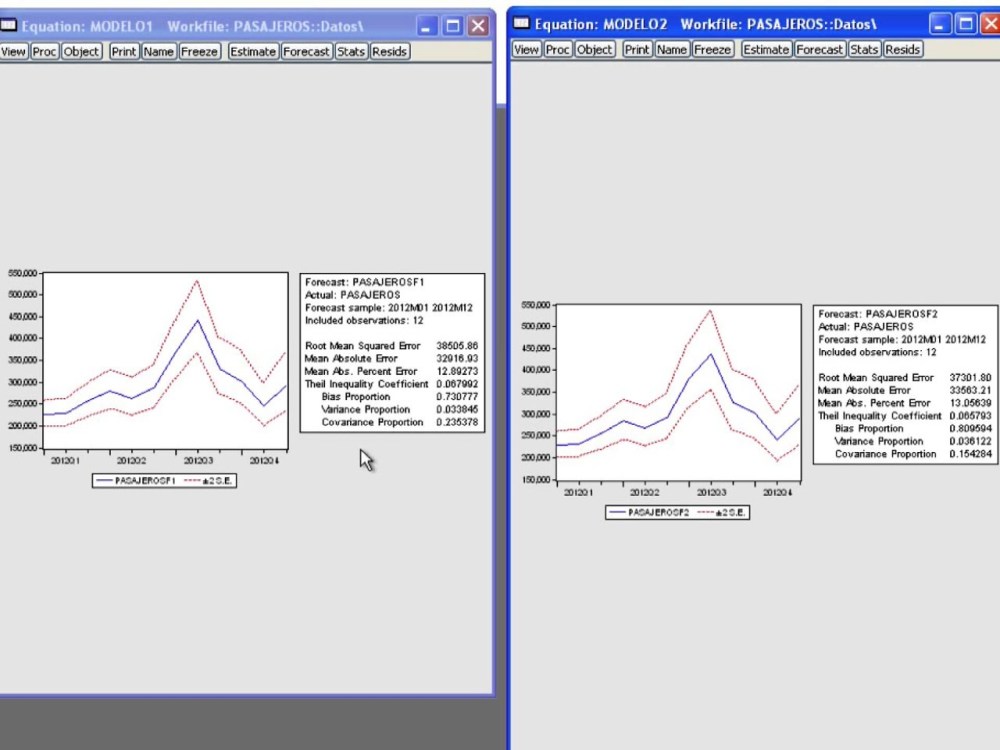 Equation: MODELO1 Workfile: PASAJEROS::Datos\
View Proc Object Print Name Freeze Estimate Forecast Stats Resids
550,000
500,000
450,000
400,000
350,000
300,000
250,000
200,000
150,000
2012Q1 2012Q2 2012Q3 2012Q4
PASAJEROSF1 ±2 S.E.
Forecast: PASAJEROSF1
Actual: PASAJEROS
Forecast sample: 2012M01 2012M12
Included observations: 12
Root Mean Squared Error 38505.86
Mean Absolute Error 32916.93
Mean Abs. Percent Error 12.89273
Theil Inequality Coefficient 0.067992
Bias Proportion 0.730777
Variance Proportion 0.033845
Covariance Proportion 0.235378
Equation: MODELO2 Workfile: PASAJEROS::Datos\
View Proc Object Print Name Freeze Estimate Forecast Stats Resids
550,000
500,000
450,000
400,000
350,000
300,000
250,000
200,000
150,000
2012Q1 2012Q2 2012Q3 2012Q4
PASAJEROSF2 ±2 S.E.
Forecast: PASAJEROSF2
Actual: PASAJEROS
Forecast sample: 2012M01 2012M12
Included observations: 12
Root Mean Squared Error 37301.80
Mean Absolute Error 33563.21
Mean Abs. Percent Error 13.05639
Theil Inequality Coefficient 0.065793
Bias Proportion 0.809594
Variance Proportion 0.036122
Covariance Proportion 0.154284